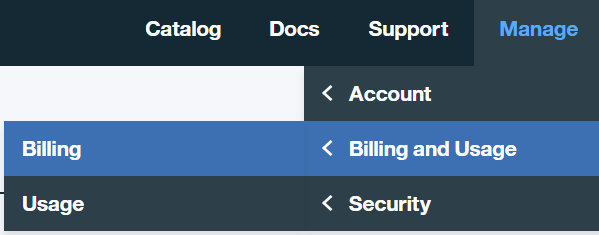 Catalog Docs Support Manage
Account
Billing Billing and Usage
Usage Security